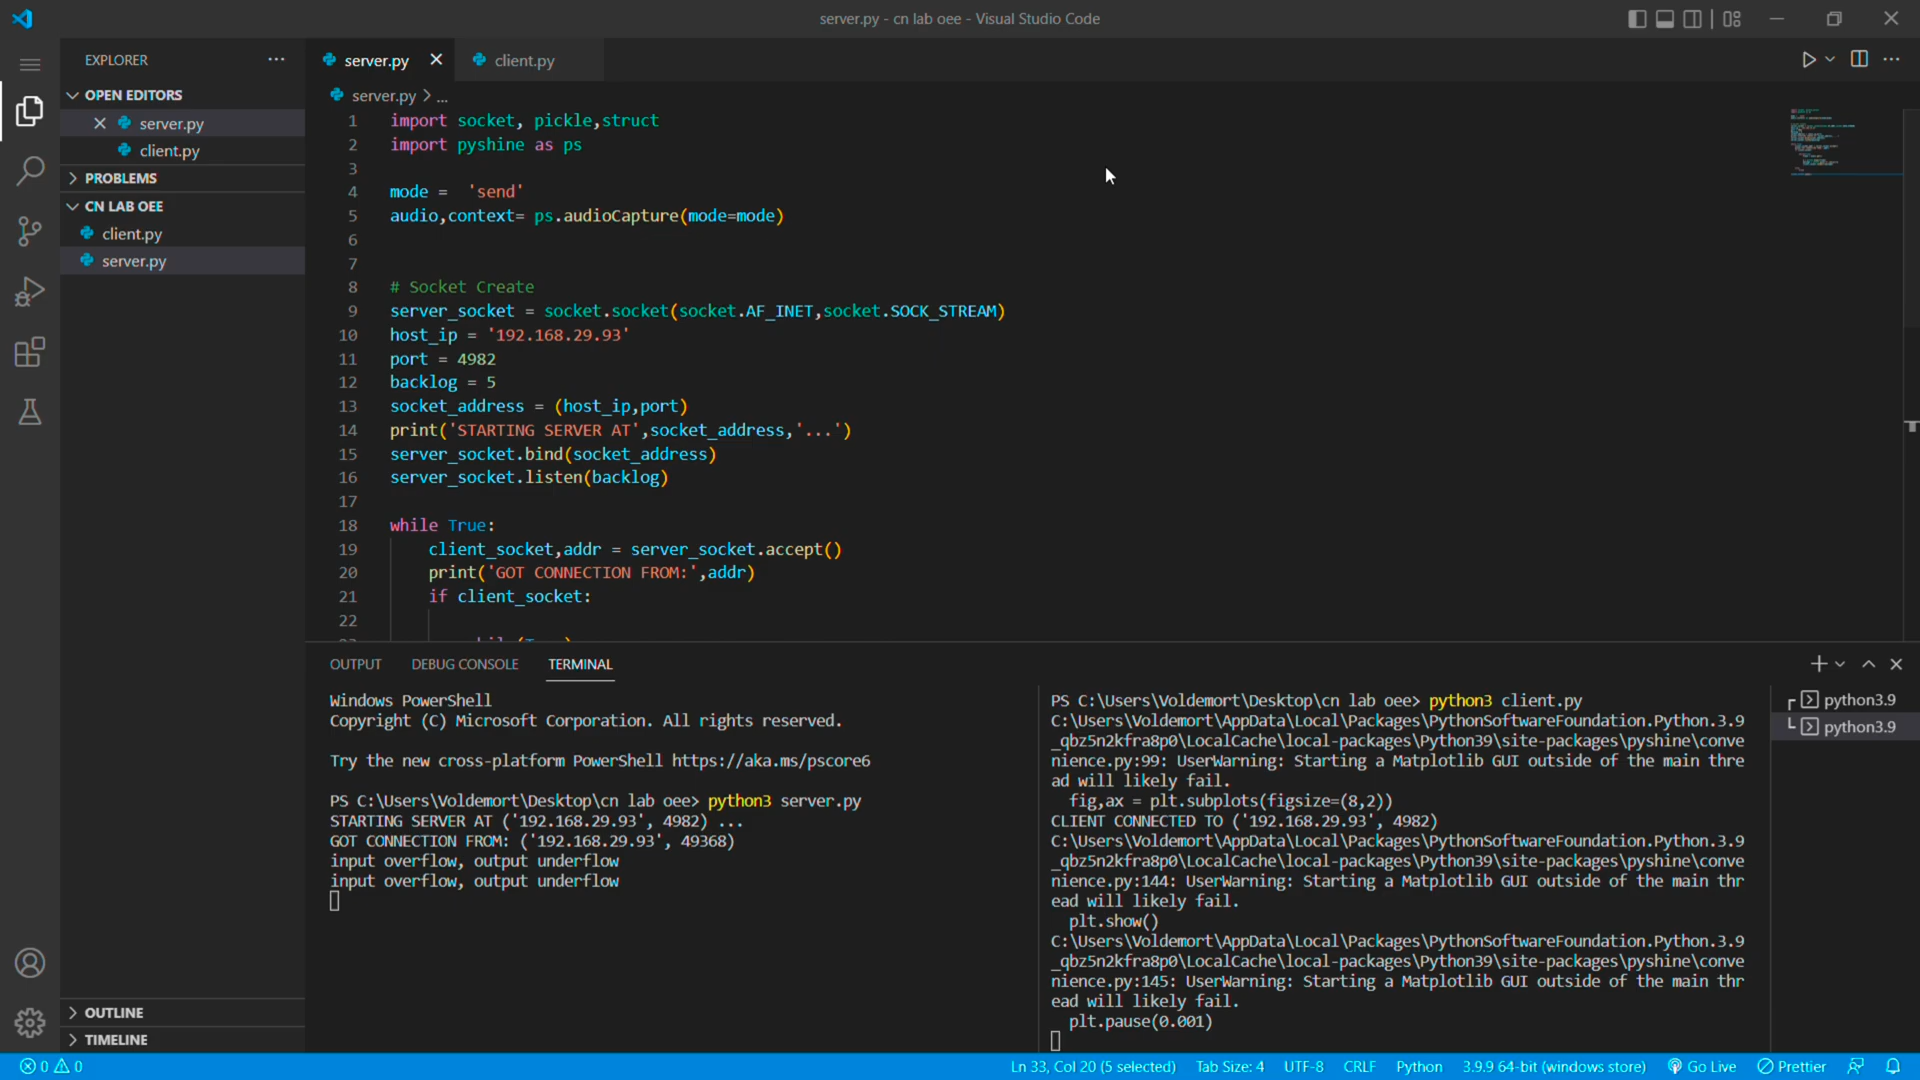 server.py - cn lab oee - Visual Studio Code
EXPLORER
server.py
client.py
OPEN EDITORS
server.py
client.py
PROBLEMS
CN LAB OEE
client.py
server.py
OUTLINE
TIMELINE
server.py > ...
1 import socket, pickle,struct
2 import pyshine as ps
3
4 mode =  'send'
5 audio,context= ps.audioCapture(mode=mode)
6
7
8 # Socket Create
9 server_socket = socket.socket(socket.AF_INET,socket.SOCK_STREAM)
10 host_ip = '192.168.29.93'
11 port = 4982
12 backlog = 5
13 socket_address = (host_ip,port)
14 print('STARTING SERVER AT',socket_address,'...')
15 server_socket.bind(socket_address)
16 server_socket.listen(backlog)
17
18 while True:
19 client_socket,addr = server_socket.accept()
20 print('GOT CONNECTION FROM:',addr)
21 if client_socket:
22
OUTPUT
DEBUG CONSOLE
TERMINAL
Windows PowerShell
Copyright (C) Microsoft Corporation. All rights reserved.
Try the new cross-platform PowerShell https://aka.ms/pscore6
PS C:\Users\Voldemort\Desktop\cn lab oee> python3 server.py
STARTING SERVER AT ('192.168.29.93', 4982) ...
GOT CONNECTION FROM: ('192.168.29.93', 49368)
input overflow, output underflow
input overflow, output underflow
PS C:\Users\Voldemort\Desktop\cn lab oee> python3 client.py
C:\Users\Voldemort\AppData\Local\Packages\PythonSoftwareFoundation.Python.3.9
_qbz5n2kfra8p0\LocalCache\local-packages\Python39\site-packages\pyshine\conve
nience.py:99: UserWarning: Starting a Matplotlib GUI outside of the main thre
ad will likely fail.
fig,ax = plt.subplots(figsize=(8,2))
CLIENT CONNECTED TO ('192.168.29.93', 4982)
C:\Users\Voldemort\AppData\Local\Packages\PythonSoftwareFoundation.Python.3.9
_qbz5n2kfra8p0\LocalCache\local-packages\Python39\site-packages\pyshine\conve
nience.py:144: UserWarning: Starting a Matplotlib GUI outside of the main thr
ead will likely fail.
plt.show()
C:\Users\Voldemort\AppData\Local\Packages\PythonSoftwareFoundation.Python.3.9
_qbz5n2kfra8p0\LocalCache\local-packages\Python39\site-packages\pyshine\conve
nience.py:145: UserWarning: Starting a Matplotlib GUI outside of the main thr
ead will likely fail.
plt.pause(0.001)
python3.9
python3.9
0 0
Ln 33, Col 20 (5 selected)
Tab Size: 4
UTF-8
CRLF
Python
3.9.9 64-bit (windows store)
Go Live
Prettier